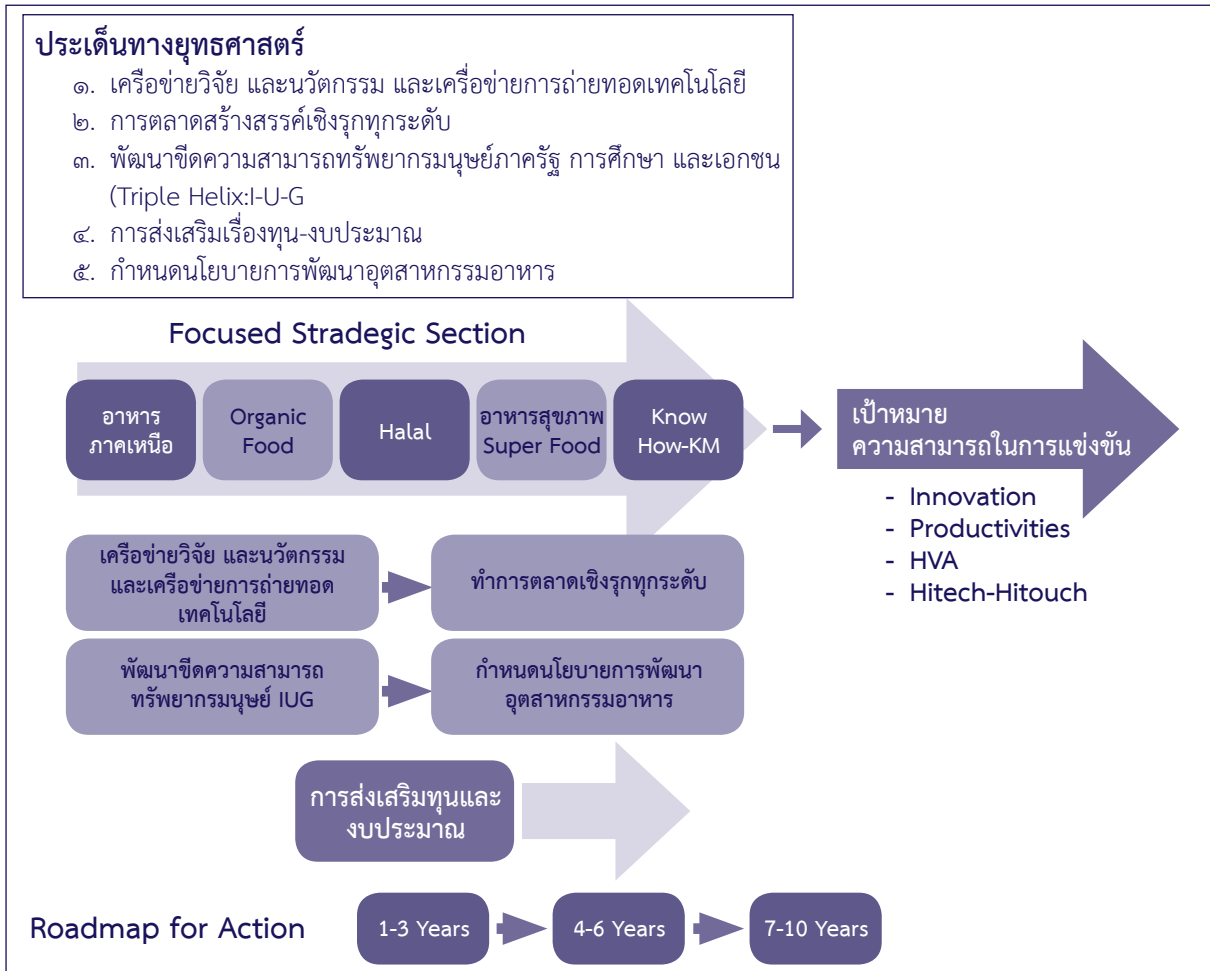 ประเด็นทางยุทธศาสตร์
๑. เครือข่ายวิจัย และนวัตกรรม และเครื่อข่ายการถ่ายทอดเทคโนโลยี
๒. การตลาดสร้างสรรค์เชิงรุกทุกระดับ
๓. พัฒนาขีดความสามารถทรัพยากรมนุษย์ภาครัฐ การศึกษา และเอกชน
(Triple Helix:I-U-G
๔. การส่งเสริมเรื่องทุน-งบประมาณ
๕. กำหนดนโยบายการพัฒนาอุตสาหกรรมอาหาร
Focused Stradegic Section
อาหาร
ภาคเหนือ
Organic
Food
Halal
อาหารสุขภาพ
Super Food
Know
How-KM
เป้าหมาย
ความสามารถในการแข่งขัน
- Innovation
- Productivities
- HVA
- Hitech-Hitouch
เครือข่ายวิจัย และนวัตกรรม
และเครือข่ายการถ่ายทอด
เทคโนโลยี
ทำการตลาดเชิงรุกทุกระดับ
พัฒนาขีดความสามารถ
ทรัพยากรมนุษย์ IUG
กำหนดนโยบายการพัฒนา
อุตสาหกรรมอาหาร
การส่งเสริมทุนและ
งบประมาณ
Roadmap for Action
1-3 Years
4-6 Years
7-10 Years